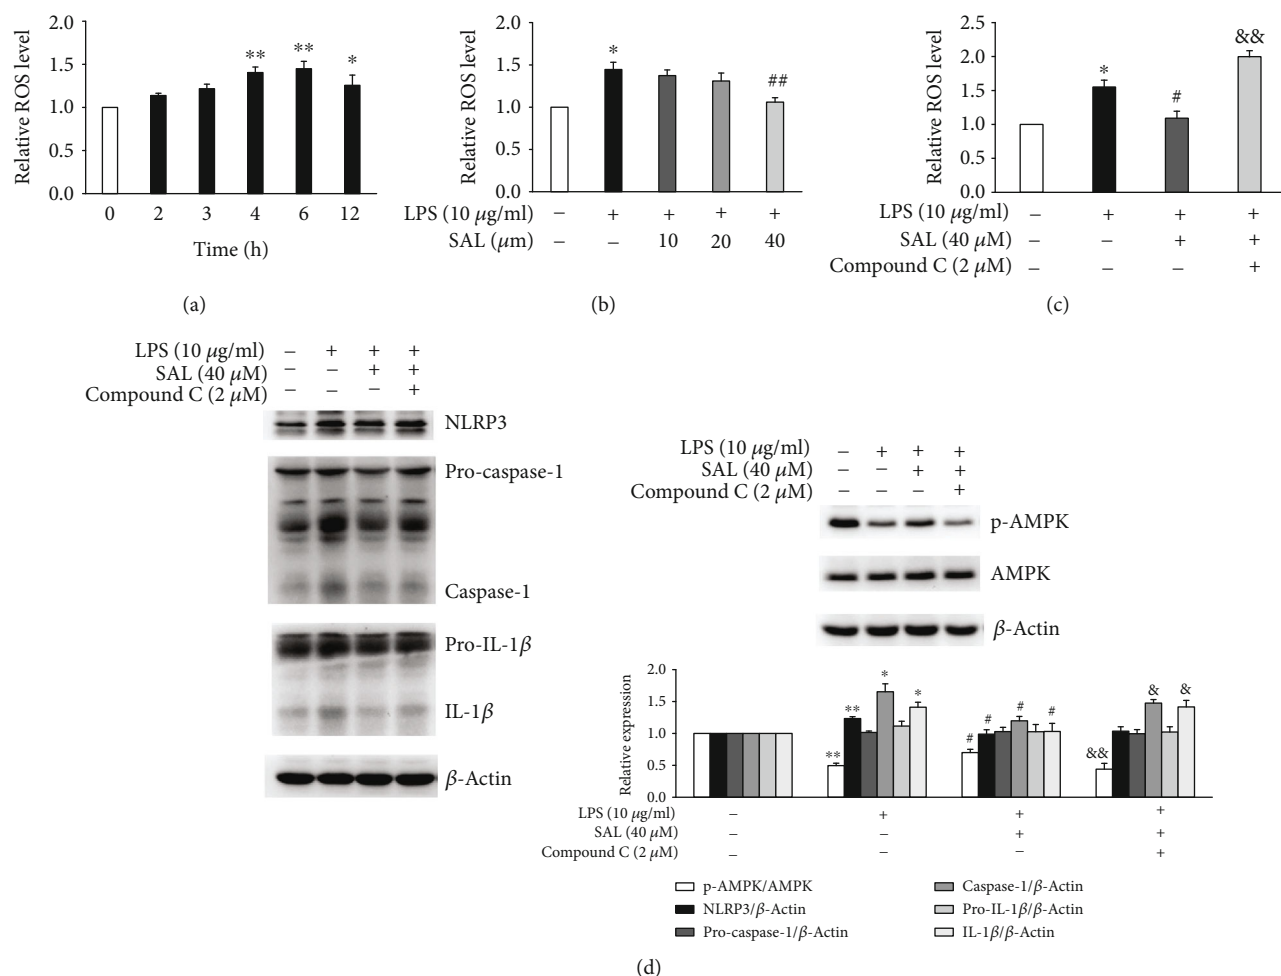 Relative ROS level
2.0
1.5
1.0
0.5
0.0
** ** *
0 2 3 4 6 12
Time (h)
(a)
Relative ROS level
2.0
1.5
1.0
0.5
0.0
* ##
LPS (10 μg/ml) – + + + +
SAL (μm) – – 10 20 40
(b)
Relative ROS level
2.5
2.0
1.5
1.0
0.5
0.0
* # &&
LPS (10 μg/ml) – + + +
SAL (40 μM) – – + +
Compound C (2 μM) – – – +
(c)
LPS (10 μg/ml) – + + +
SAL (40 μM) – – + +
Compound C (2 μM) – – – +
NLRP3
Pro-caspase-1
Caspase-1
Pro-IL-1β
IL-1β
β-Actin
LPS (10 μg/ml) – + + +
SAL (40 μM) – – + +
Compound C (2 μM) – – – +
p-AMPK
AMPK
β-Actin
Relative expression
2.0
1.5
1.0
0.5
0.0
** ** * *
# # # #
&& & &
LPS (10 μg/ml) – + + +
SAL (40 μM) – – + +
Compound C (2 μM) – – – +
p-AMPK/AMPK
NLRP3/β-Actin
Pro-caspase-1/β-Actin
Caspase-1/β-Actin
Pro-IL-1β/β-Actin
IL-1β/β-Actin
(d)